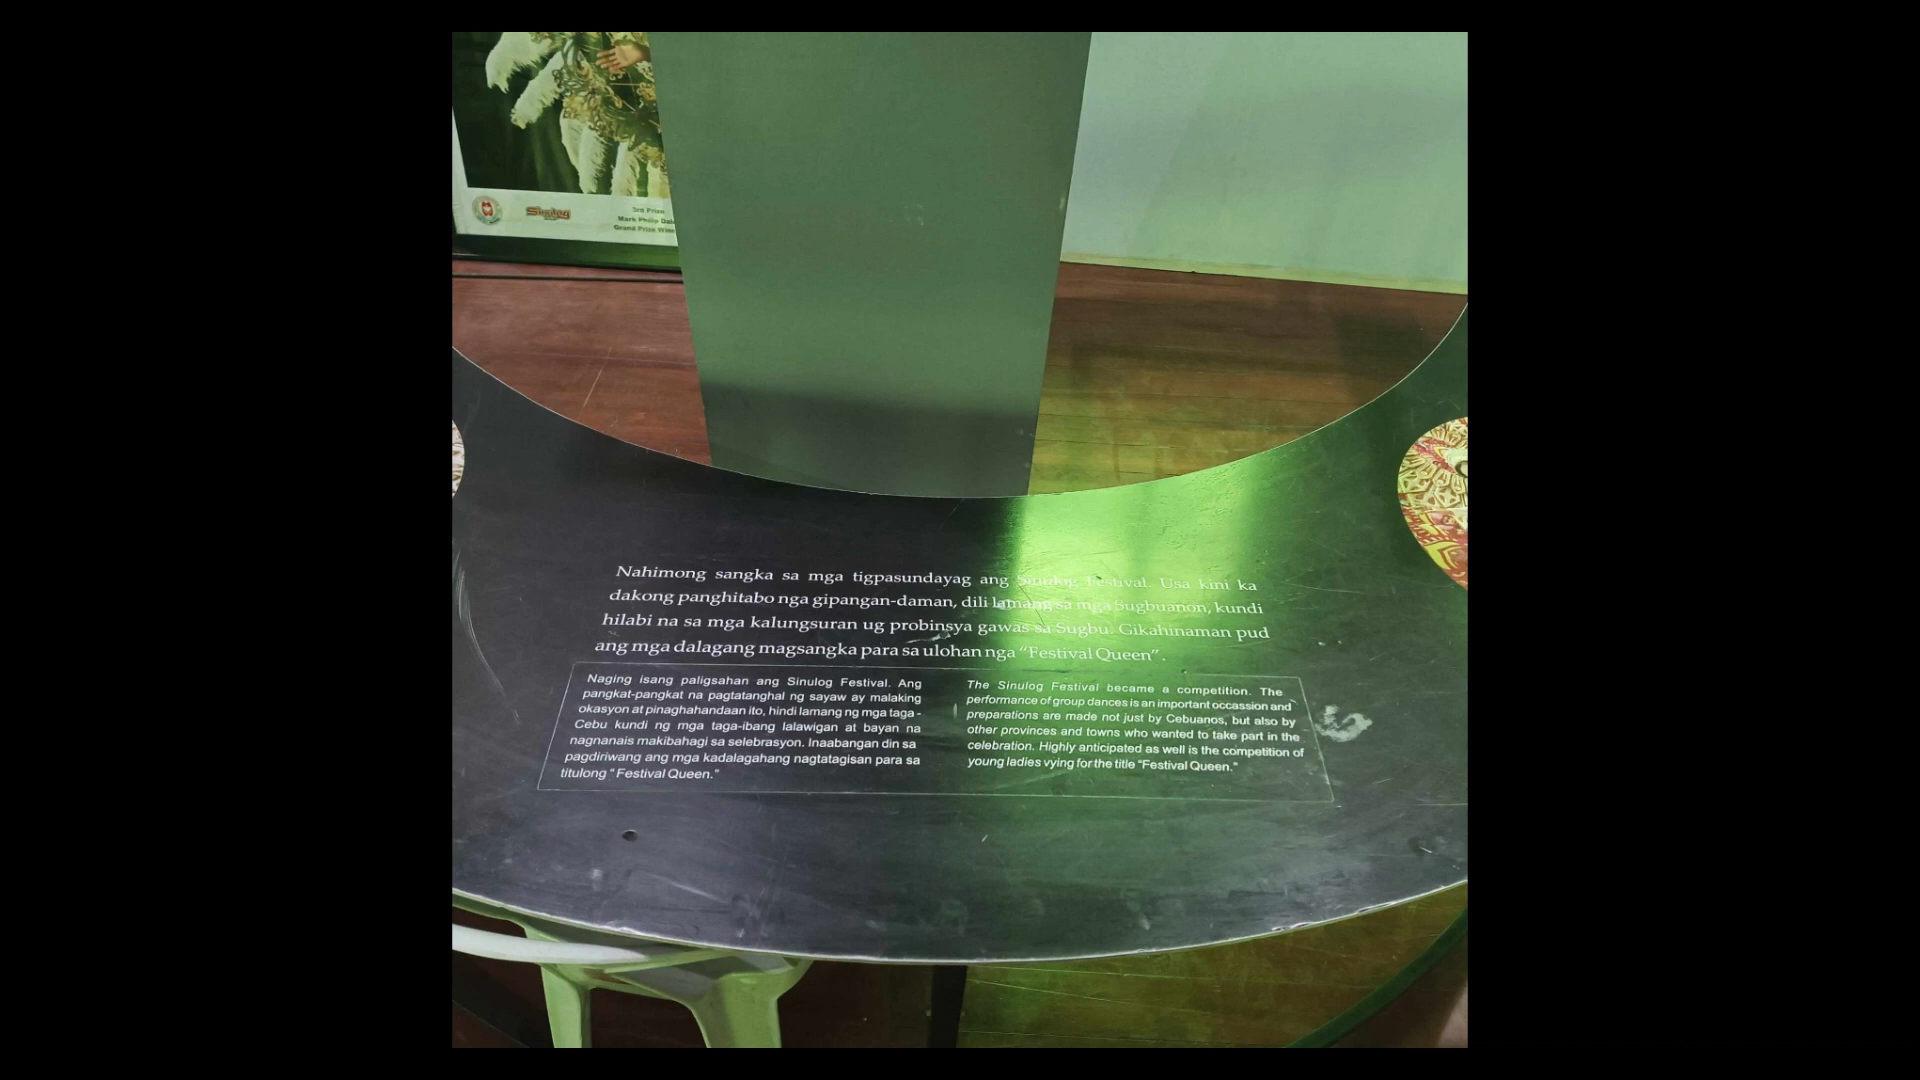 Sinulog
3rd Prize
Mark Philip
Grand Prize
Nahimong sangka sa mga tigpasundayag ang Sinulog Festival. Usa kini ka
dakong panghitabo nga gipangan-daman, dili lamang sa mga Sugbuanon, kundi
hilabi na sa mga kalungsuran ug probinsya gawas sa Sugbu. Gikahinaman pud
ang mga dalagang magsangka para sa ulohan nga “Festival Queen”.
Naging isang paligsahan ang Sinulog Festival. Ang
pangkat-pangkat na pagtatanghal ng sayaw ay malaking
okasyon at pinaghahandaan ito, hindi lamang ng mga taga -
Cebu kundi ng mga taga-ibang lalawigan at bayan na
nagnanais makibahagi sa selebrasyon. Inaabangan din sa
pagdiriwang ang mga kadalagahang nagtatagisan para sa
titulong “ Festival Queen.”
The Sinulog Festival became a competition. The
performance of group dances is an important occassion and
preparations are made not just by Cebuanos, but also by
other provinces and towns who wanted to take part in the
celebration. Highly anticipated as well is the competition of
young ladies vying for the title “Festival Queen.”